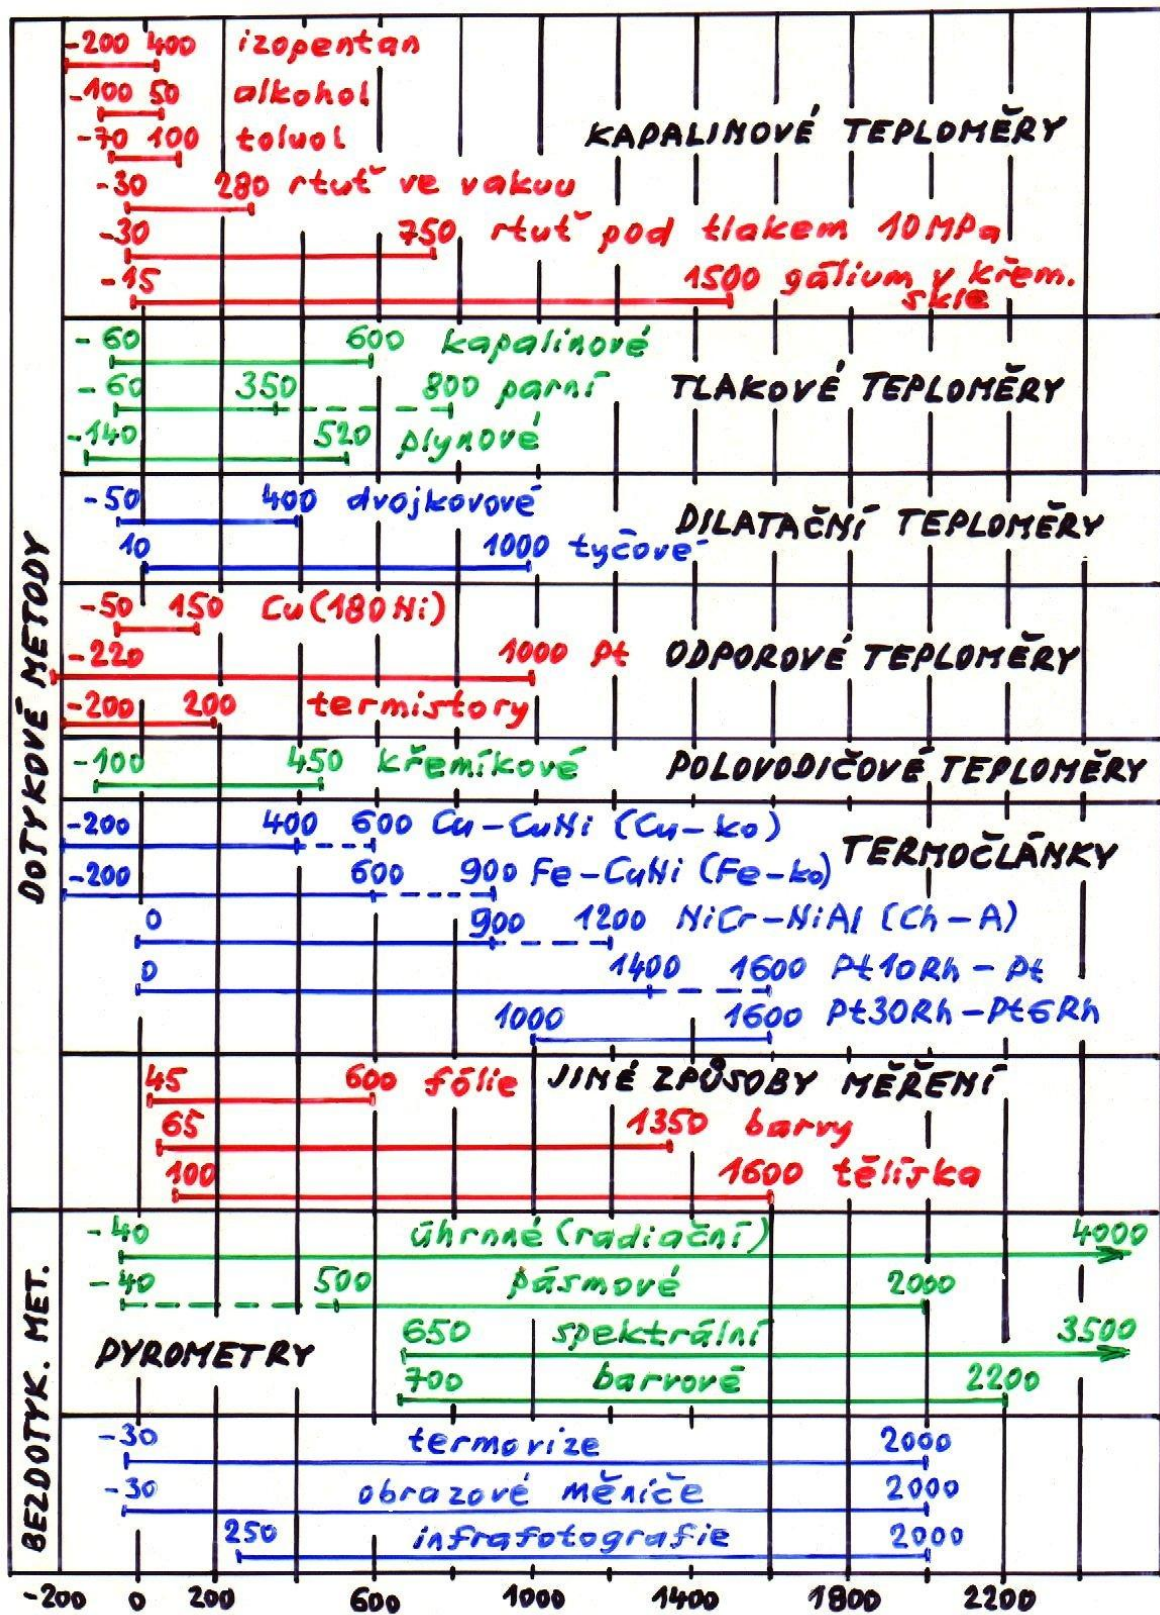 -200 400 izopentan
-100 50 alkohol
-70 100 toluol
KAPALINOVÉ TEPLOMĚRY
-30 280 rtuť ve vakuu
-30 750 rtuť pod tlakem 10 MPa
-15 1500 gálium v křem.
skle
-60 600 kapalinové
-60 350 800 parní
TLAKOVÉ TEPLOMĚRY
-140 520 plynové
-50 400 dvojkovové
DILATAČNÍ TEPLOMĚRY
10 1000 tyčové
DOTYKOVÉ METODY
-50 150 Cu (180 Ni)
-220 1000 Pt
ODPOROVÉ TEPLOMĚRY
-200 200 termistory
-100 450 křemíkové
POLOVODIČOVÉ TEPLOMĚRY
-200 400 600 Cu-CuNi (Cu-ko)
TERMOČLÁNKY
-200 600 900 Fe-CuNi (Fe-ko)
0 900 1200 NiCr-NiAl (Ch-A)
0 1400 1600 Pt10Rh-Pt
1000 1600 Pt30Rh-Pt6Rh
45 600 fólie
JINÉ ZPŮSOBY MĚŘENÍ
65 1350 barvy
100 1600 tělíska
BEZDOTYK. MET.
-40 úhrnné (radiační) 4000
-40 500 pásmové 2000
650 spektrální 3500
PYROMETRY
700 barvové 2200
-30 termovize 2000
-30 obrazové měniče 2000
250 infrafotografie 2000
-200 0 200 600 1000 1400 1800 2200